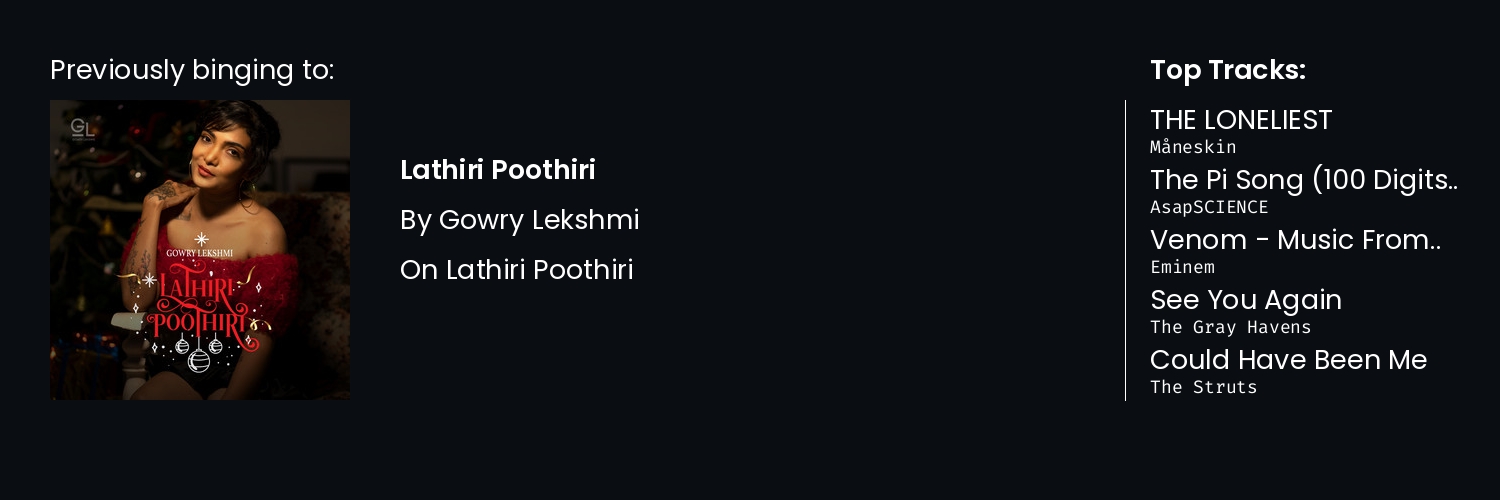 Previously binging to:
GL
GOWRY LEKSHMI
LATHIRI
POOTHIRI
Lathiri Poothiri
By Gowry Lekshmi
On Lathiri Poothiri
Top Tracks:
THE LONELIEST
Måneskin
The Pi Song (100 Digits..
AsapSCIENCE
Venom - Music From..
Eminem
See You Again
The Gray Havens
Could Have Been Me
The Struts